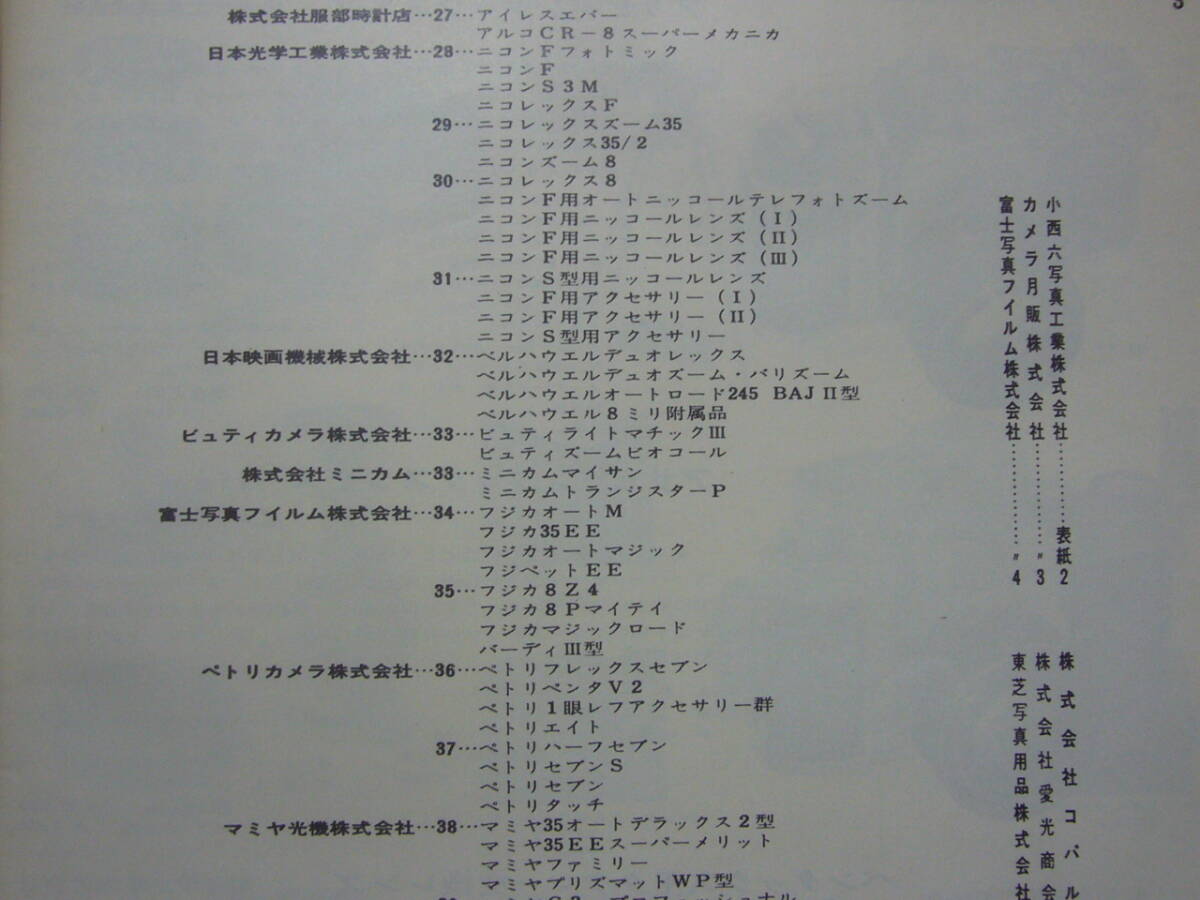 株式会社服部時計店…27…アイレスエバー
アルコCR−8スーパーメカニカ
日本光学工業株式会社…28…ニコンFフォトミック
ニコンF
ニコンS3M
ニコレックスF
29…ニコレックスズーム35
ニコレックス35/2
ニコンズーム8
30…ニコレックス8
ニコンF用オートニッコールテレフォトズーム
ニコンF用ニッコールレンズ(I)
ニコンF用ニッコールレンズ(II)
ニコンF用ニッコールレンズ(III)
31…ニコンS型用ニッコールレンズ
ニコンF用アクセサリー(I)
ニコンF用アクセサリー(II)
ニコンS型用アクセサリー
日本映画機械株式会社…32…ベルハウエルデュオレックス
ベルハウエルデュオズーム・バリズーム
ベルハウエルオートロード245 BAJ II型
ベルハウエル8ミリ附属品
ビュティカメラ株式会社…33…ビュティライトマチックIII
ビュティズームビオコール
株式会社ミニカム…33…ミニカムマイサン
ミニカムトランジスターP
富士写真フイルム株式会社…34…フジカオートM
フジカ35EE
フジカオートマジック
フジペットEE
35…フジカ8Z4
フジカ8Pマイティ
フジカマジックロード
バーディIII型
ペトリカメラ株式会社…36…ペトリフレックスセブン
ペトリペンタV2
ペトリ1眼レフアクセサリー群
ペトリエイト
37…ペトリハーフセブン
ペトリセブンS
ペトリセブン
ペトリタッチ
マミヤ光機株式会社…38…マミヤ35オートデラックス2型
マミヤ35EEスーパーメリット
マミヤファミリー
マミヤプリズマットWP型
小西六写真工業株式会社…………表紙2
カメラ月販株式会社…………〃3
富士写真フイルム株式会社…………〃4
株式会社コパル
株式会社愛光商会
東芝写真用品株式会社